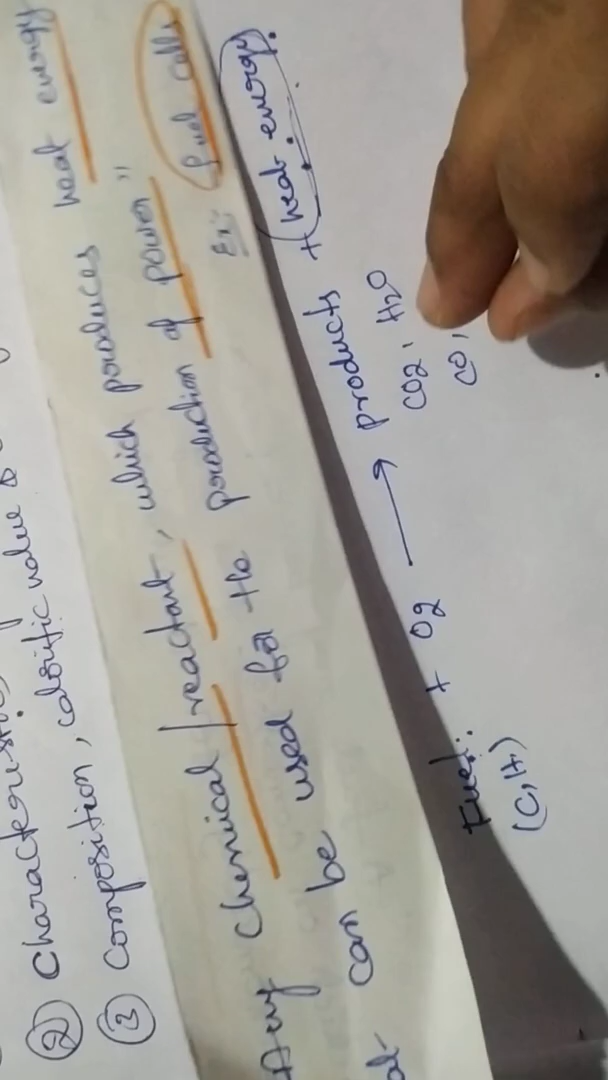 ② Characteristics
③ Composition, calorific value &
Any chemical/reactant, which produces heat energy
can be used for the production of power"
Ex: fuel cells
Fuel: + O2 → products + heat energy.
(C,H,) CO2, H2O
CO,